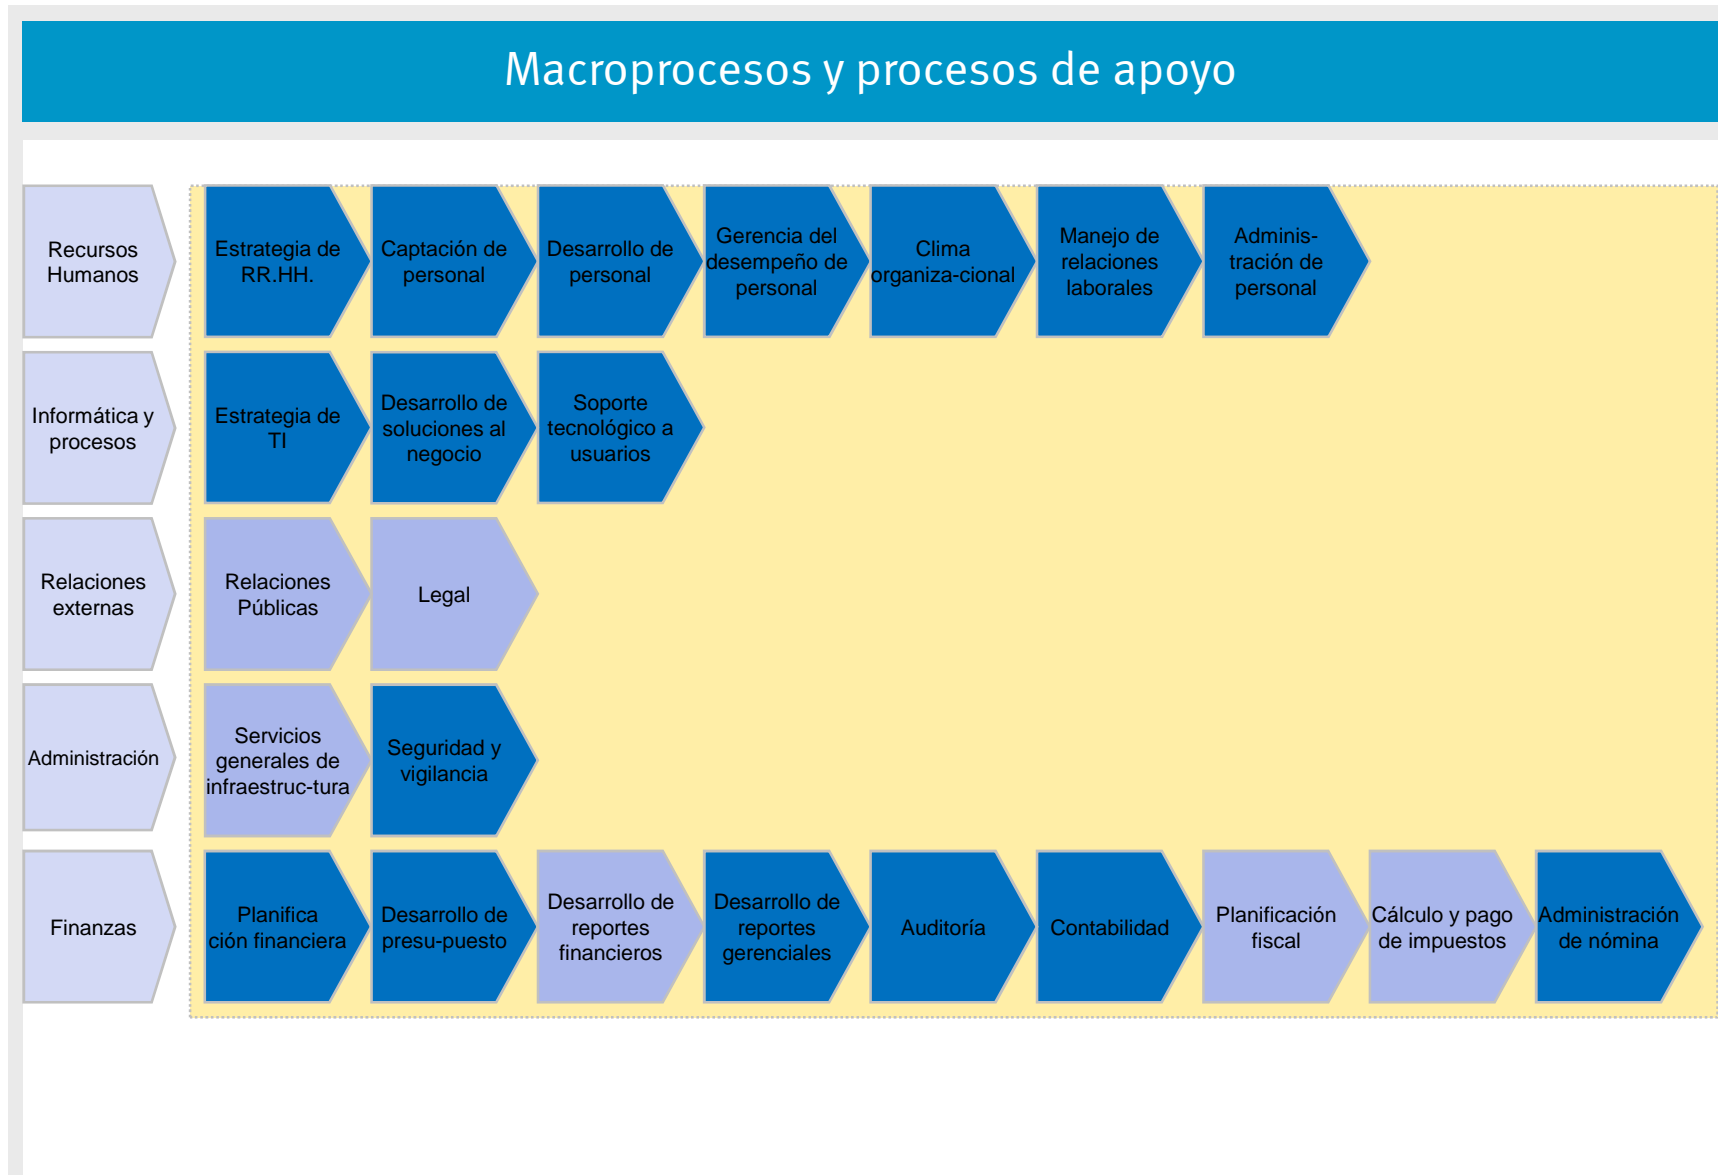 Macroprocesos y procesos de apoyo
Recursos
Humanos
Estrategia de
RR.HH.
Captación de
personal
Desarrollo de
personal
Gerencia del
desempeño de
personal
Clima
organiza-cional
Manejo de
relaciones
laborales
Adminis-
tración de
personal
Informática y
procesos
Estrategia de
TI
Desarrollo de
soluciones al
negocio
Soporte
tecnológico a
usuarios
Relaciones
externas
Relaciones
Públicas
Legal
Administración
Servicios
generales de
infraestruc-tura
Seguridad y
vigilancia
Finanzas
Planifica
ción financiera
Desarrollo de
presu-puesto
Desarrollo de
reportes
financieros
Desarrollo de
reportes
gerenciales
Auditoría
Contabilidad
Planificación
fiscal
Cálculo y pago
de impuestos
Administración
de nómina